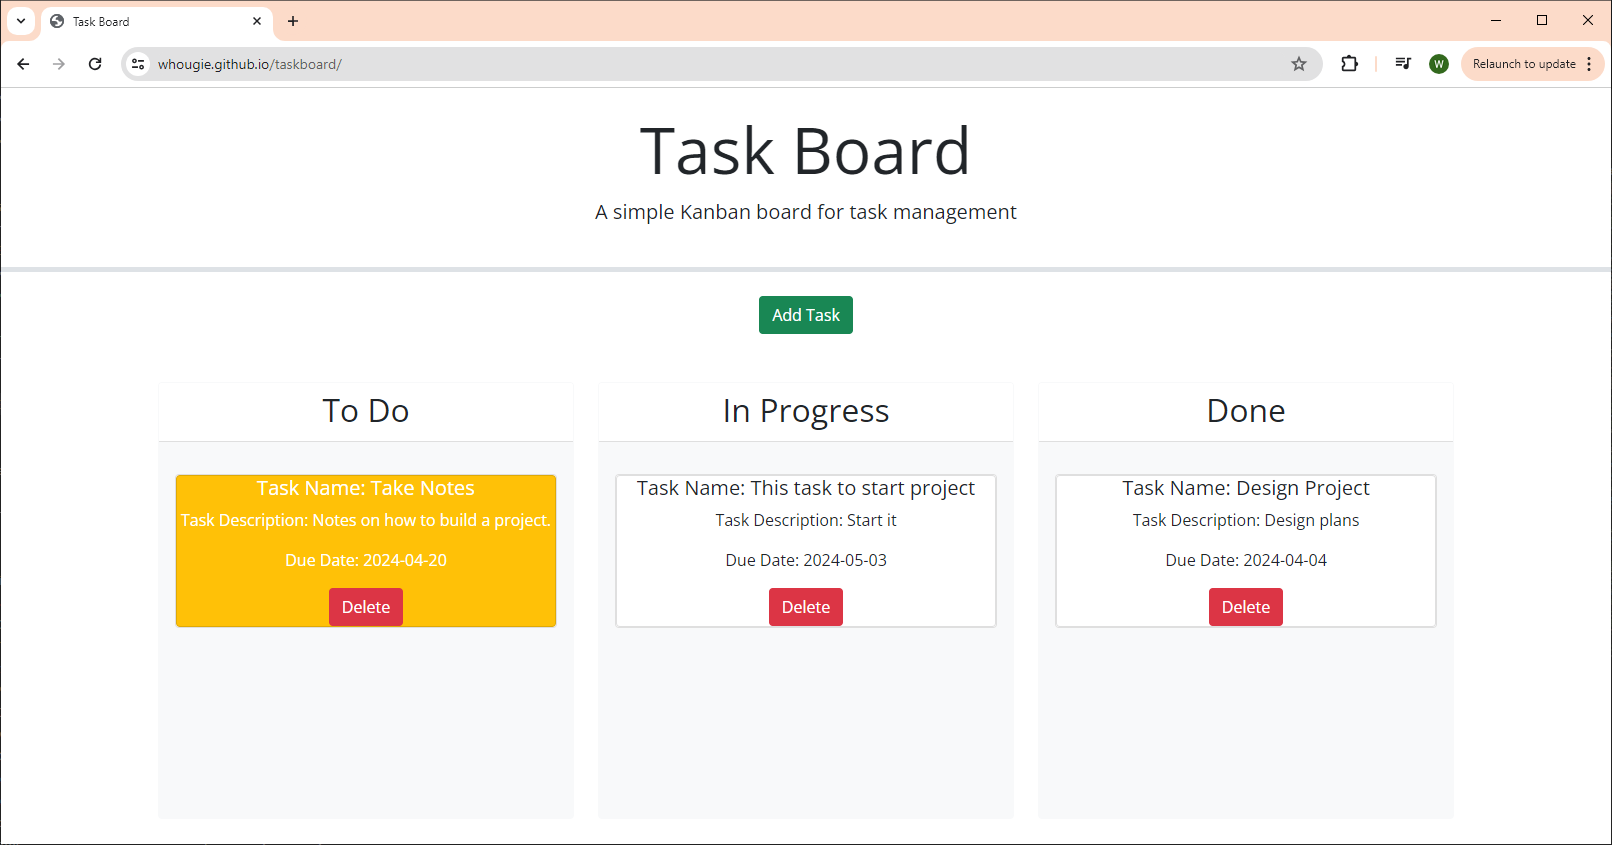 Task Board
whougie.github.io/taskboard/
W
Relaunch to update
Task Board
A simple Kanban board for task management
Add Task
To Do
Task Name: Take Notes
Task Description: Notes on how to build a project.
Due Date: 2024-04-20
Delete
In Progress
Task Name: This task to start project
Task Description: Start it
Due Date: 2024-05-03
Delete
Done
Task Name: Design Project
Task Description: Design plans
Due Date: 2024-04-04
Delete